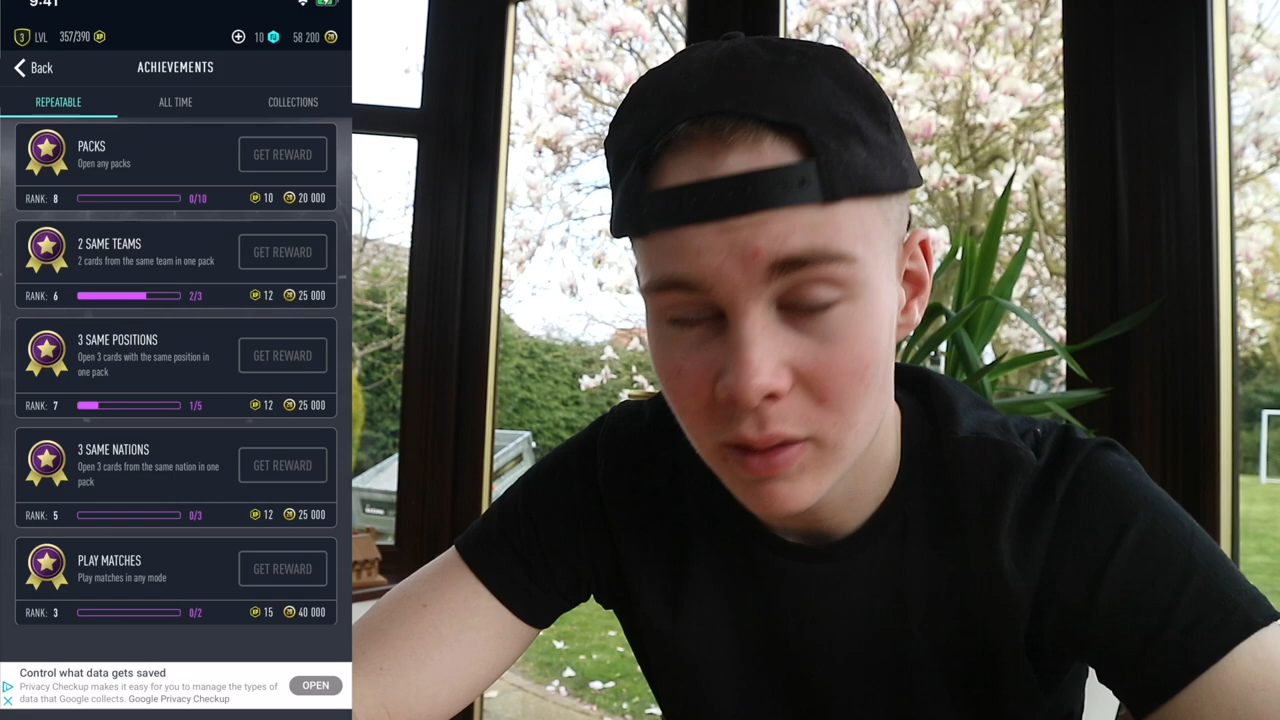 9:41
3 LVL 357/390 XP 10 58 200
Back ACHIEVEMENTS
REPEATABLE ALL TIME COLLECTIONS
PACKS
Open any packs
GET REWARD
RANK: 8 0/10 XP 10 20 000
2 SAME TEAMS
2 cards from the same team in one pack
GET REWARD
RANK: 6 2/3 XP 12 25 000
3 SAME POSITIONS
Open 3 cards with the same position in
one pack
GET REWARD
RANK: 7 1/5 XP 12 25 000
3 SAME NATIONS
Open 3 cards from the same nation in one
pack
GET REWARD
RANK: 5 0/3 XP 12 25 000
PLAY MATCHES
Play matches in any mode
GET REWARD
RANK: 3 0/2 XP 15 40 000
Control what data gets saved
Privacy Checkup makes it easy for you to manage the types of
data that Google collects. Google Privacy Checkup
OPEN